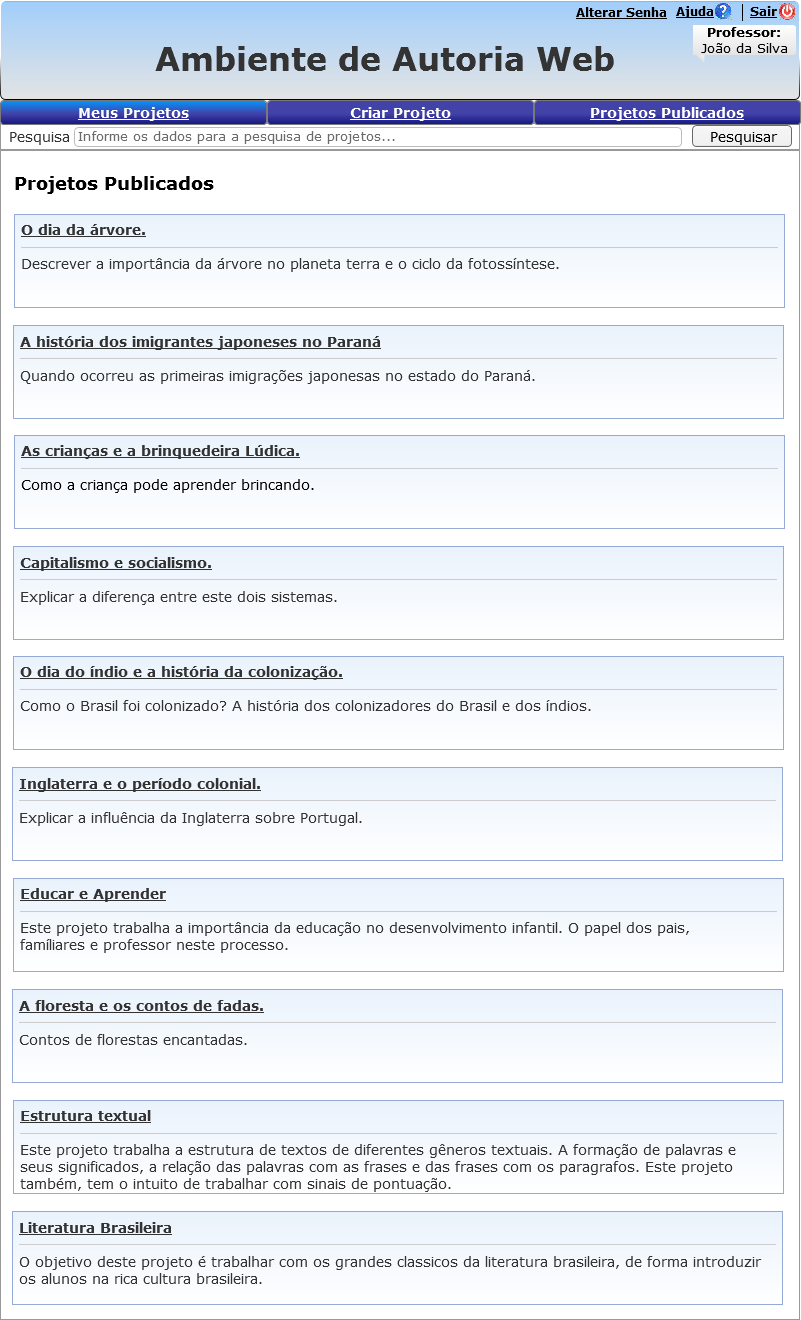 Alterar Senha Ajuda? | Sair
Professor:
João da Silva
Ambiente de Autoria Web
Meus Projetos Criar Projeto Projetos Publicados
Pesquisa Informe os dados para a pesquisa de projetos... Pesquisar
Projetos Publicados
O dia da árvore.
Descrever a importância da árvore no planeta terra e o ciclo da fotossíntese.
A história dos imigrantes japoneses no Paraná
Quando ocorreu as primeiras imigrações japonesas no estado do Paraná.
As crianças e a brinquedeira Lúdica.
Como a criança pode aprender brincando.
Capitalismo e socialismo.
Explicar a diferença entre este dois sistemas.
O dia do índio e a história da colonização.
Como o Brasil foi colonizado? A história dos colonizadores do Brasil e dos índios.
Inglaterra e o período colonial.
Explicar a influência da Inglaterra sobre Portugal.
Educar e Aprender
Este projeto trabalha a importância da educação no desenvolvimento infantil. O papel dos pais,
famíliares e professor neste processo.
A floresta e os contos de fadas.
Contos de florestas encantadas.
Estrutura textual
Este projeto trabalha a estrutura de textos de diferentes gêneros textuais. A formação de palavras e
seus significados, a relação das palavras com as frases e das frases com os paragrafos. Este projeto
também, tem o intuito de trabalhar com sinais de pontuação.
Literatura Brasileira
O objetivo deste projeto é trabalhar com os grandes classicos da literatura brasileira, de forma introduzir
os alunos na rica cultura brasileira.